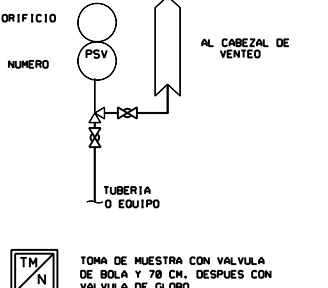 ORIFICIO
PSV
NUMERO
AL CABEZAL DE
VENTEO
TUBERIA
O EQUIPO
TM
N
TOMA DE MUESTRA CON VALVULA
DE BOLA Y 70 CM. DESPUES CON
VALVULA DE GLOBO